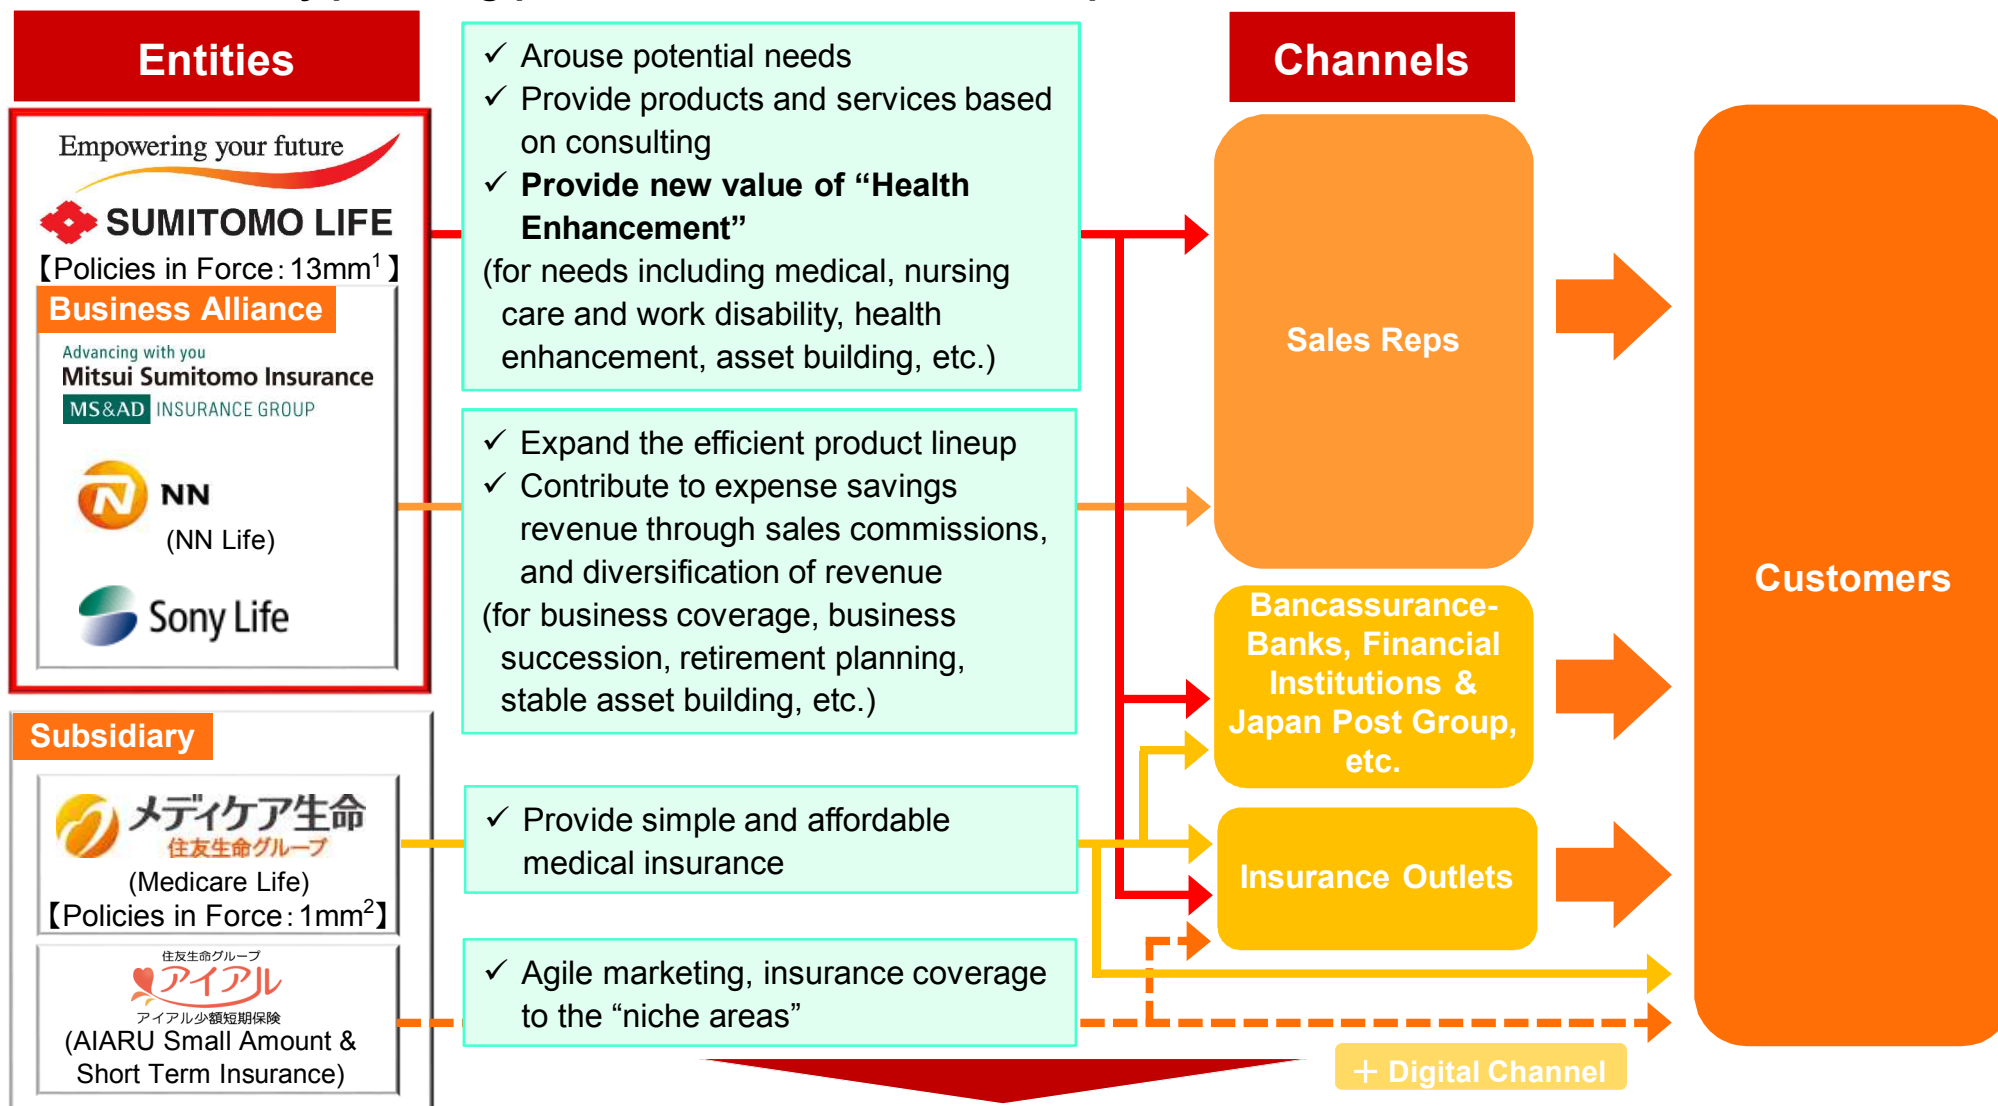 Entities
Empowering your future
SUMITOMO LIFE
【Policies in Force：13mm1】
Business Alliance
Advancing with you
Mitsui Sumitomo Insurance
MS&AD INSURANCE GROUP
NN
(NN Life)
Sony Life
Subsidiary
メディケア生命
住友生命グループ
(Medicare Life)
【Policies in Force：1mm2】
住友生命グループ
アイアル
アイアル少額短期保険
(AIARU Small Amount &
Short Term Insurance)
✓ Arouse potential needs
✓ Provide products and services based
on consulting
✓ Provide new value of “Health
Enhancement”
(for needs including medical, nursing
care and work disability, health
enhancement, asset building, etc.)
✓ Expand the efficient product lineup
✓ Contribute to expense savings
revenue through sales commissions,
and diversification of revenue
(for business coverage, business
succession, retirement planning,
stable asset building, etc.)
✓ Provide simple and affordable
medical insurance
✓ Agile marketing, insurance coverage
to the “niche areas”
Channels
Sales Reps
Bancassurance-
Banks, Financial
Institutions &
Japan Post Group,
etc.
Insurance Outlets
＋ Digital Channel
Customers